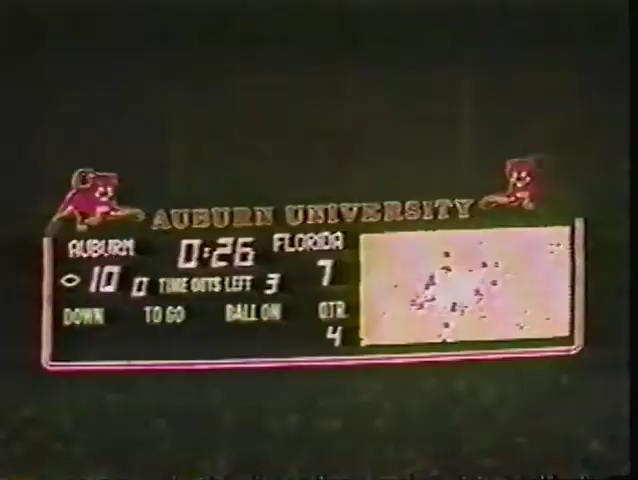 AUBURN UNIVERSITY
AUBURN 0:26 FLORIDA
10 0 TIME OUTS LEFT 3 7
DOWN TO GO BALL ON QTR.
4